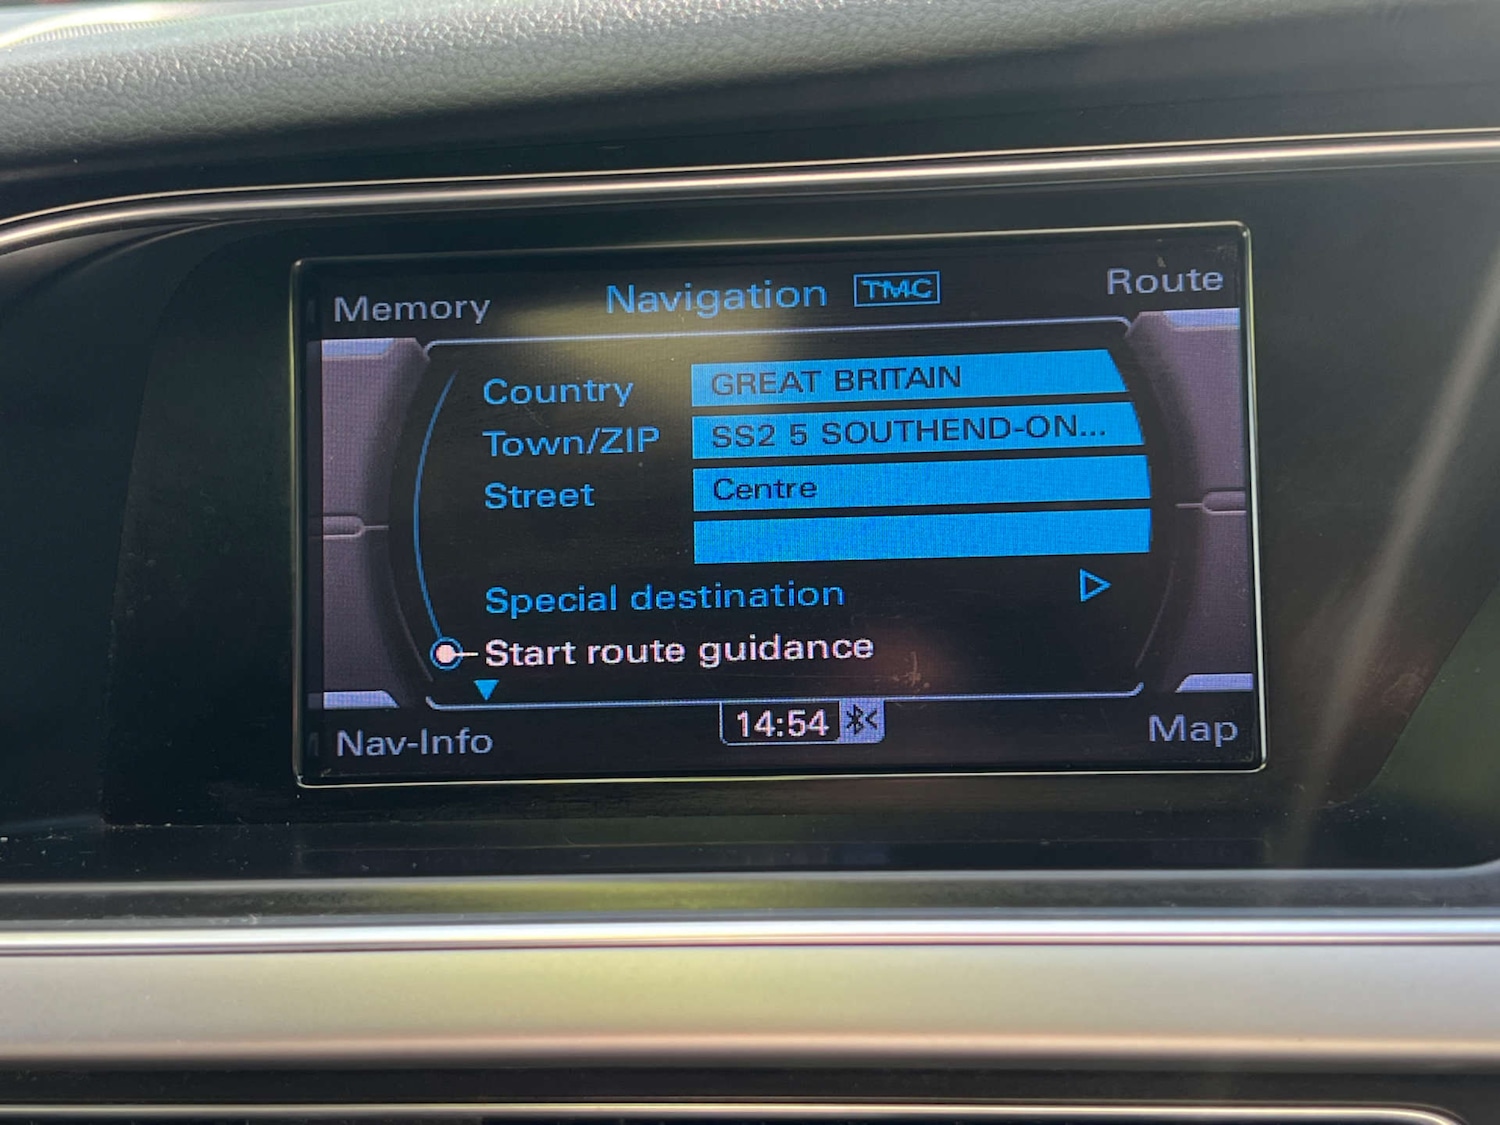 Memory Navigation TMC Route
Country GREAT BRITAIN
Town/ZIP SS2 5 SOUTHEND-ON...
Street Centre
Special destination
Start route guidance
Nav-Info 14:54 Map